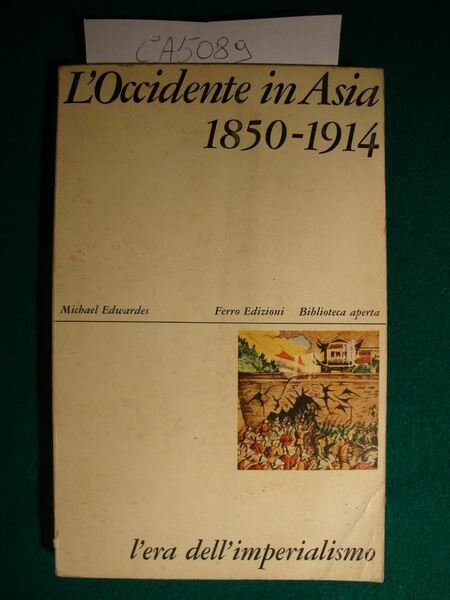 CA5089
L'Occidente in Asia
1850-1914
Michael Edwardes Ferro Edizioni Biblioteca aperta
l'era dell'imperialismo